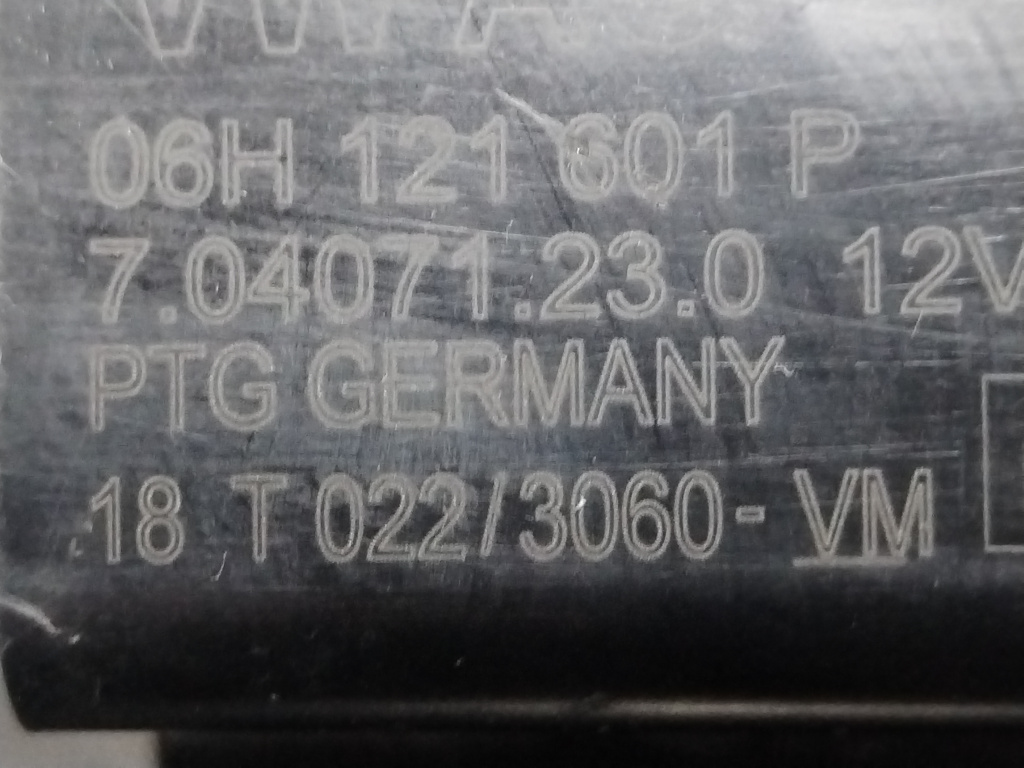 06H 121 601 P
7.04071.23.0 12V
PTG GERMANY
18 T 022/3060-VM